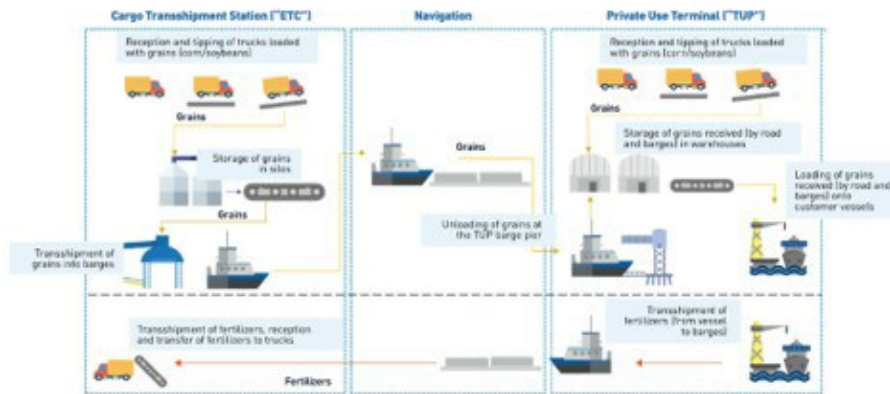 Cargo Transshipment Station ("ETC")
Reception and tipping of trucks loaded
with grains (corn/soybeans)
Grains
Storage of grains
in silos
Grains
Transshipment of
grains into barges
Transshipment of fertilizers, reception
and transfer of fertilizers to trucks
Fertilizers
Navigation
Grains
Unloading of grains at
the TUP barge pier
Private Use Terminal ("TUP")
Reception and tipping of trucks loaded
with grains (corn/soybeans)
Grains
Storage of grains received (by road
and barges) in warehouses
Loading of grains
received (by road and
barges) onto
customer vessels
Transshipment of
fertilizers (from vessel
to barges)